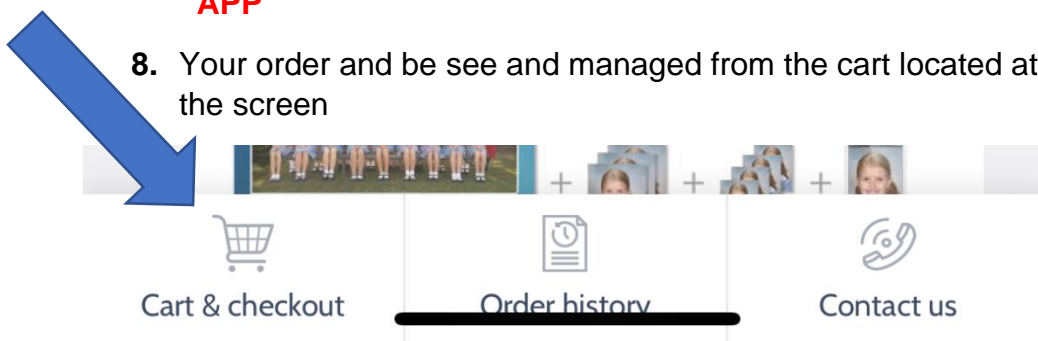 APP
8. Your order and be see and managed from the cart located at
the screen
Cart & checkout
Order history
Contact us